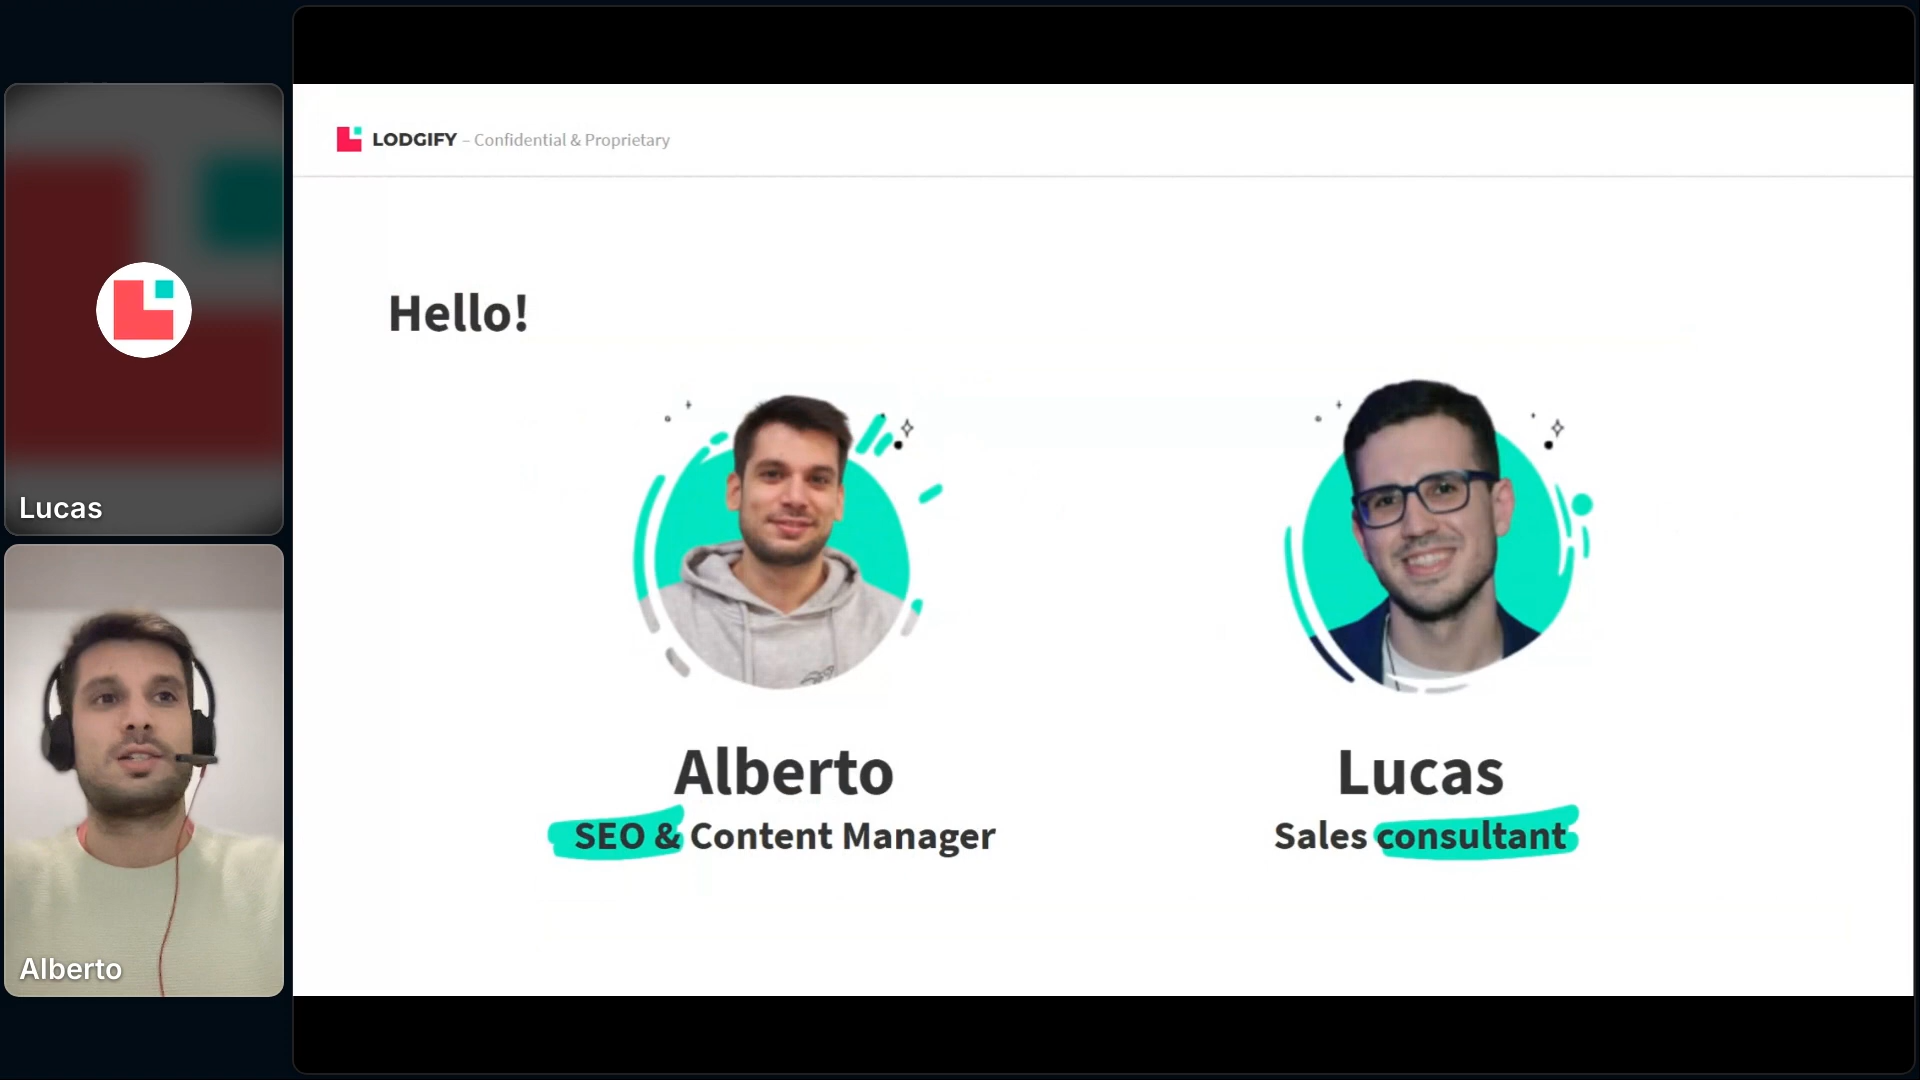 LODGIFY – Confidential & Proprietary
Hello!
Alberto
SEO & Content Manager
Lucas
Sales consultant
Lucas
Alberto